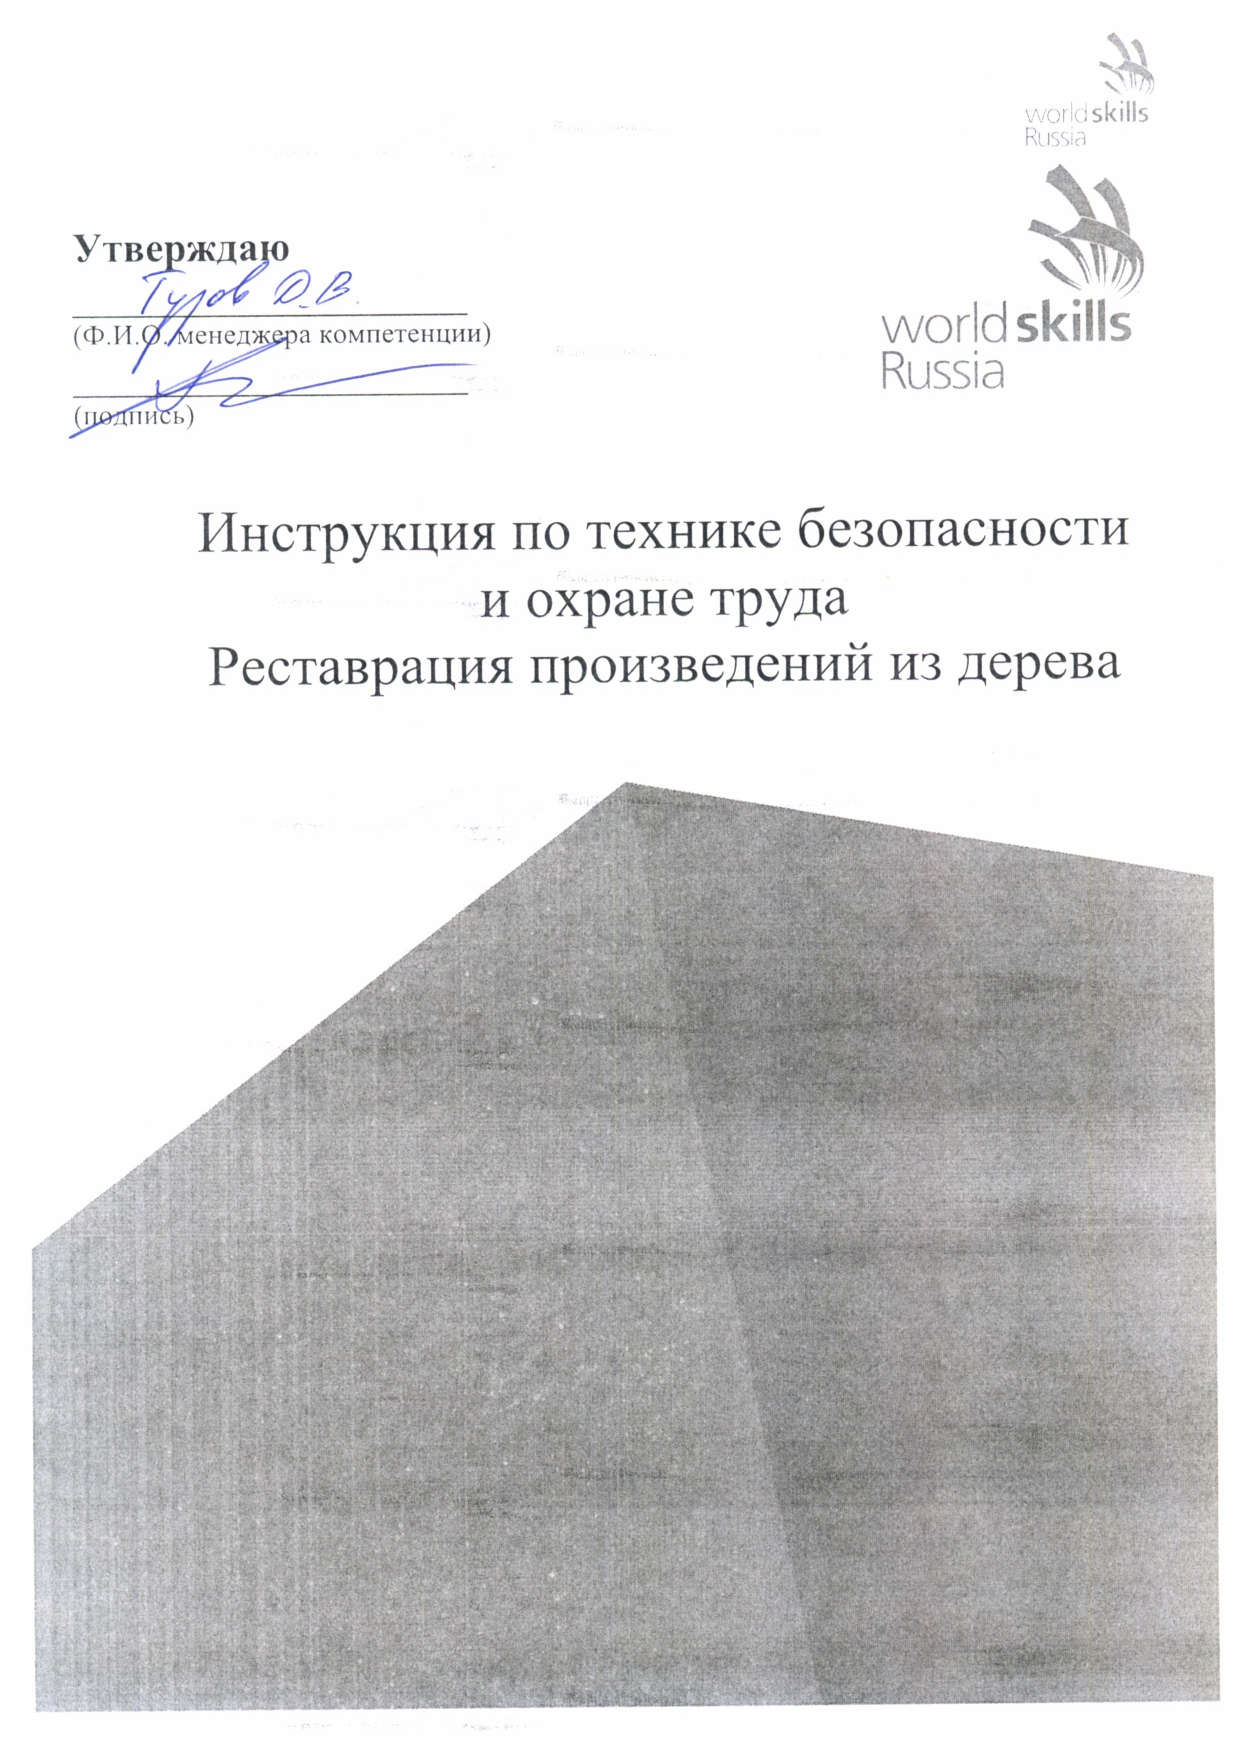 worldskills
Russia
worldskills
Russia
Утверждаю
Туров Д.В.
(Ф.И.О. менеджера компетенции)
(подпись)
Инструкция по технике безопасности
и охране труда
Реставрация произведений из дерева